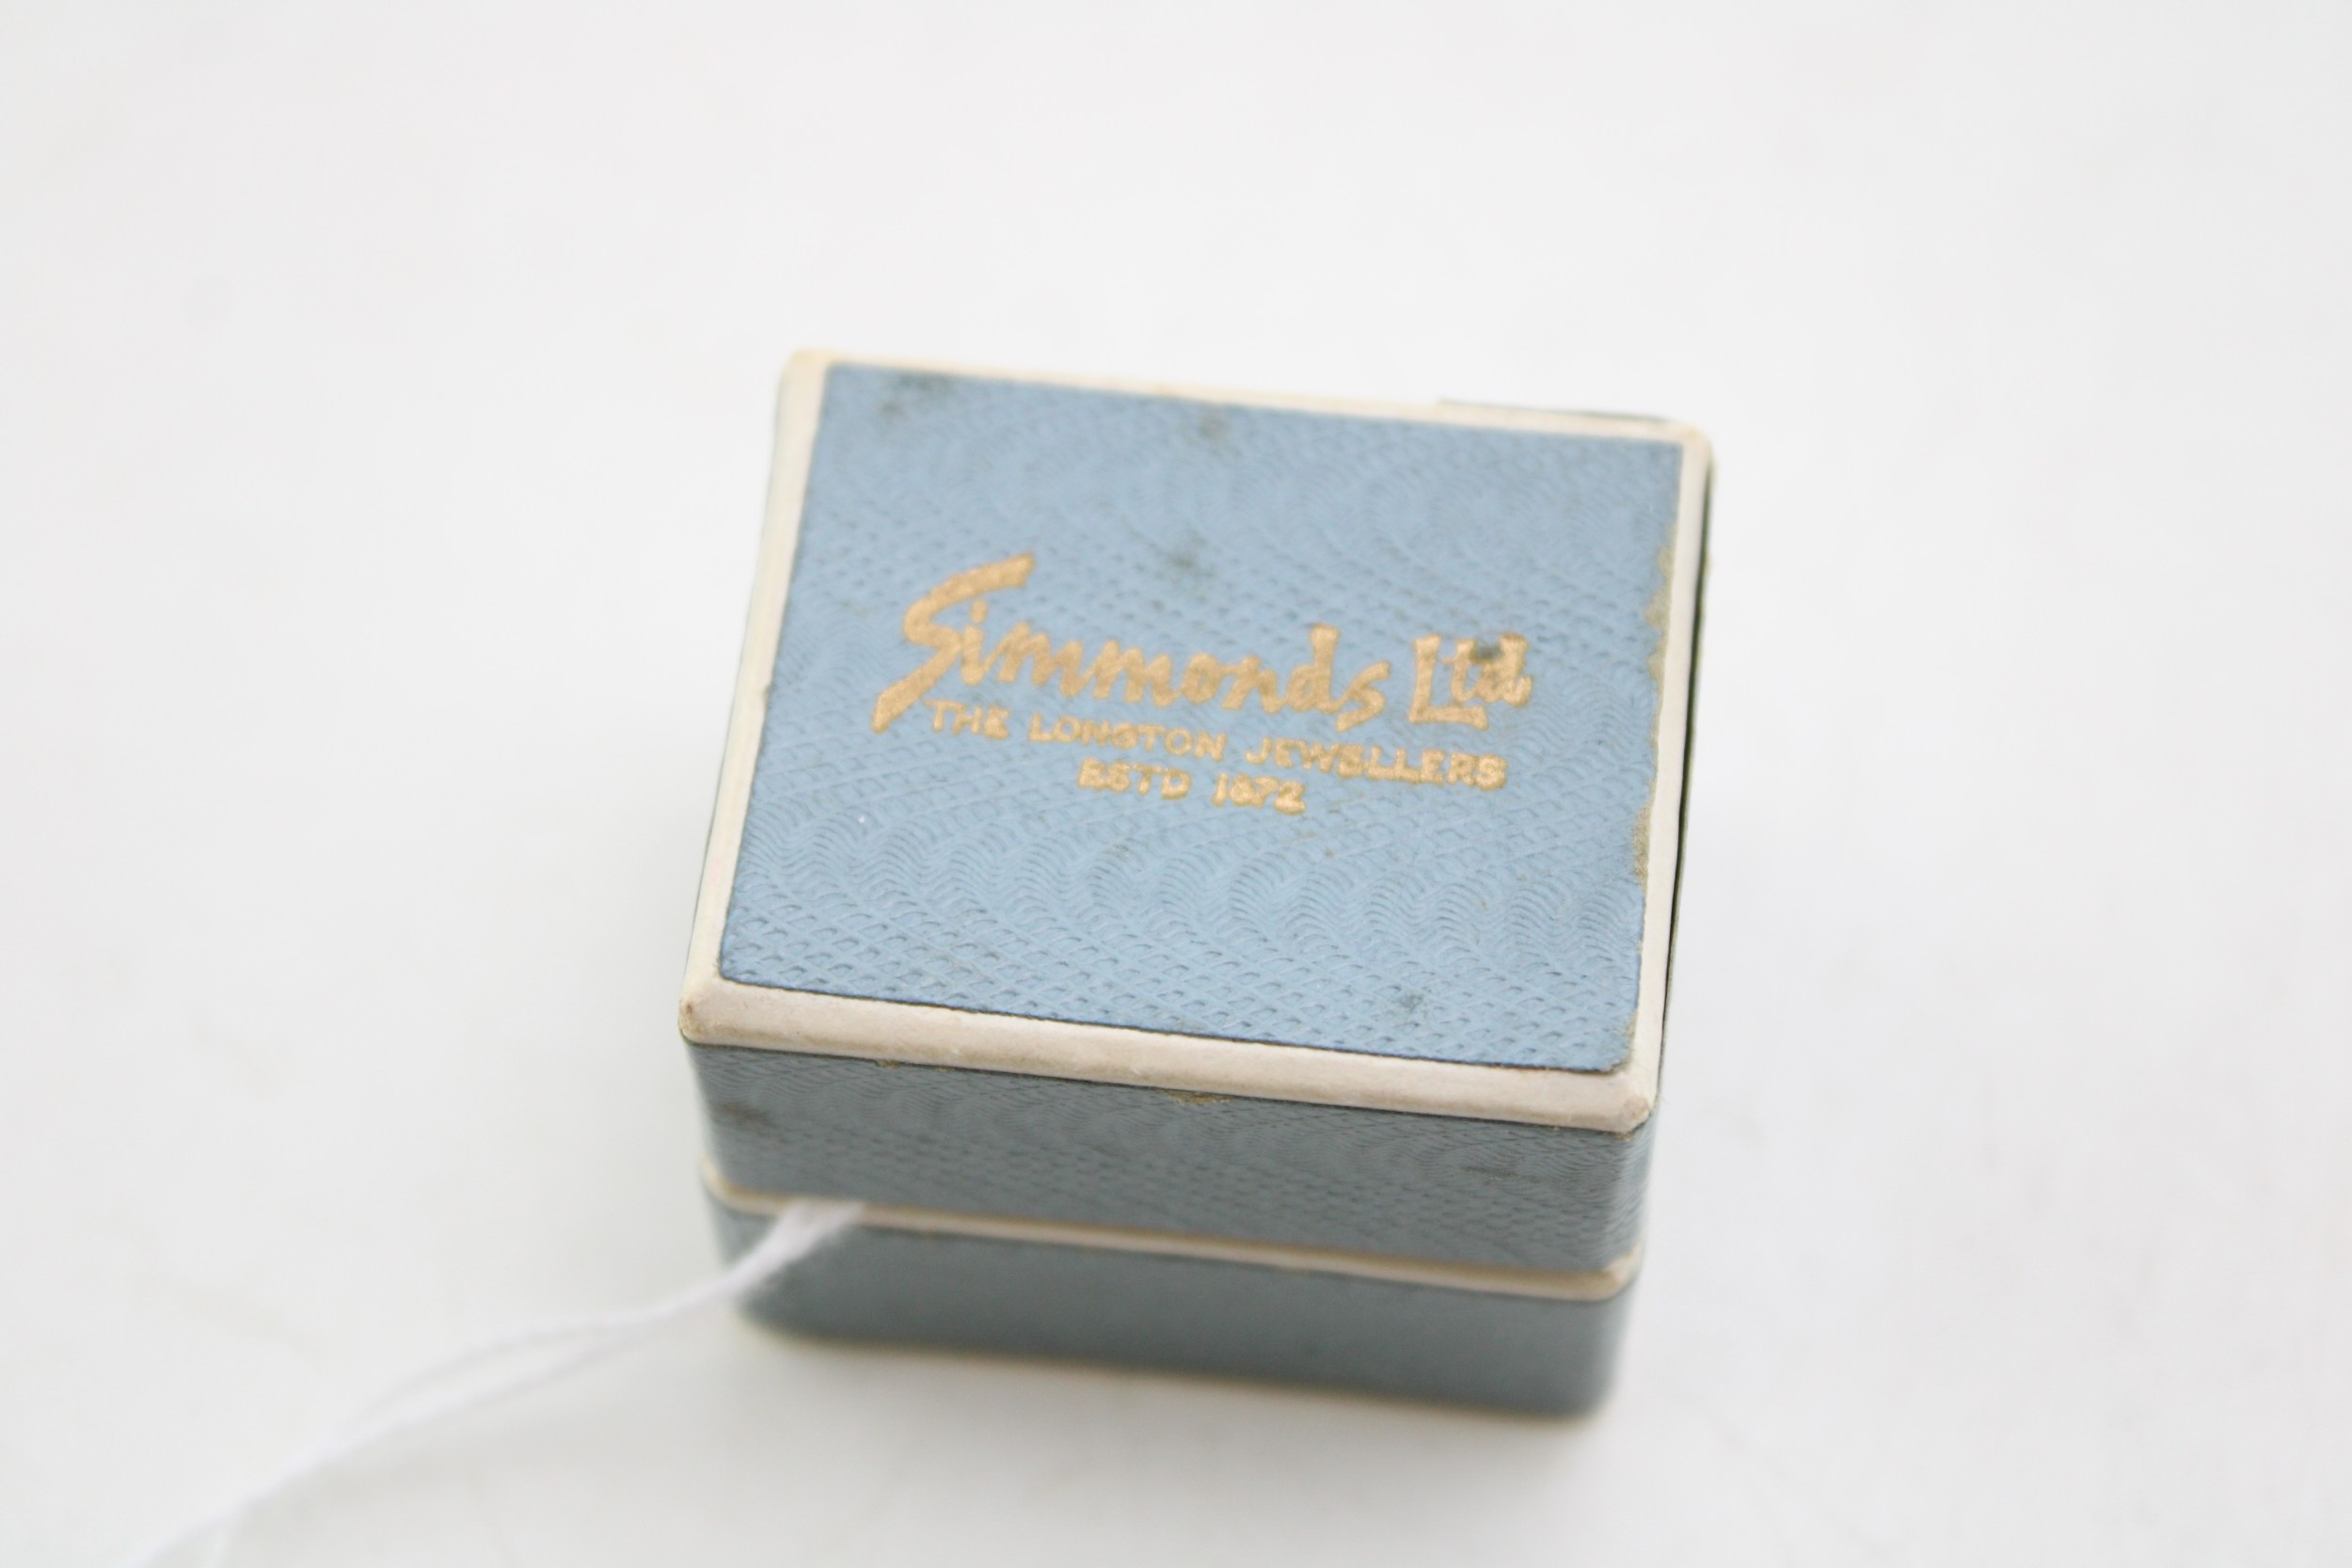 Simmonds Ltd
THE LONGTON JEWELLERS
ESTD 1872